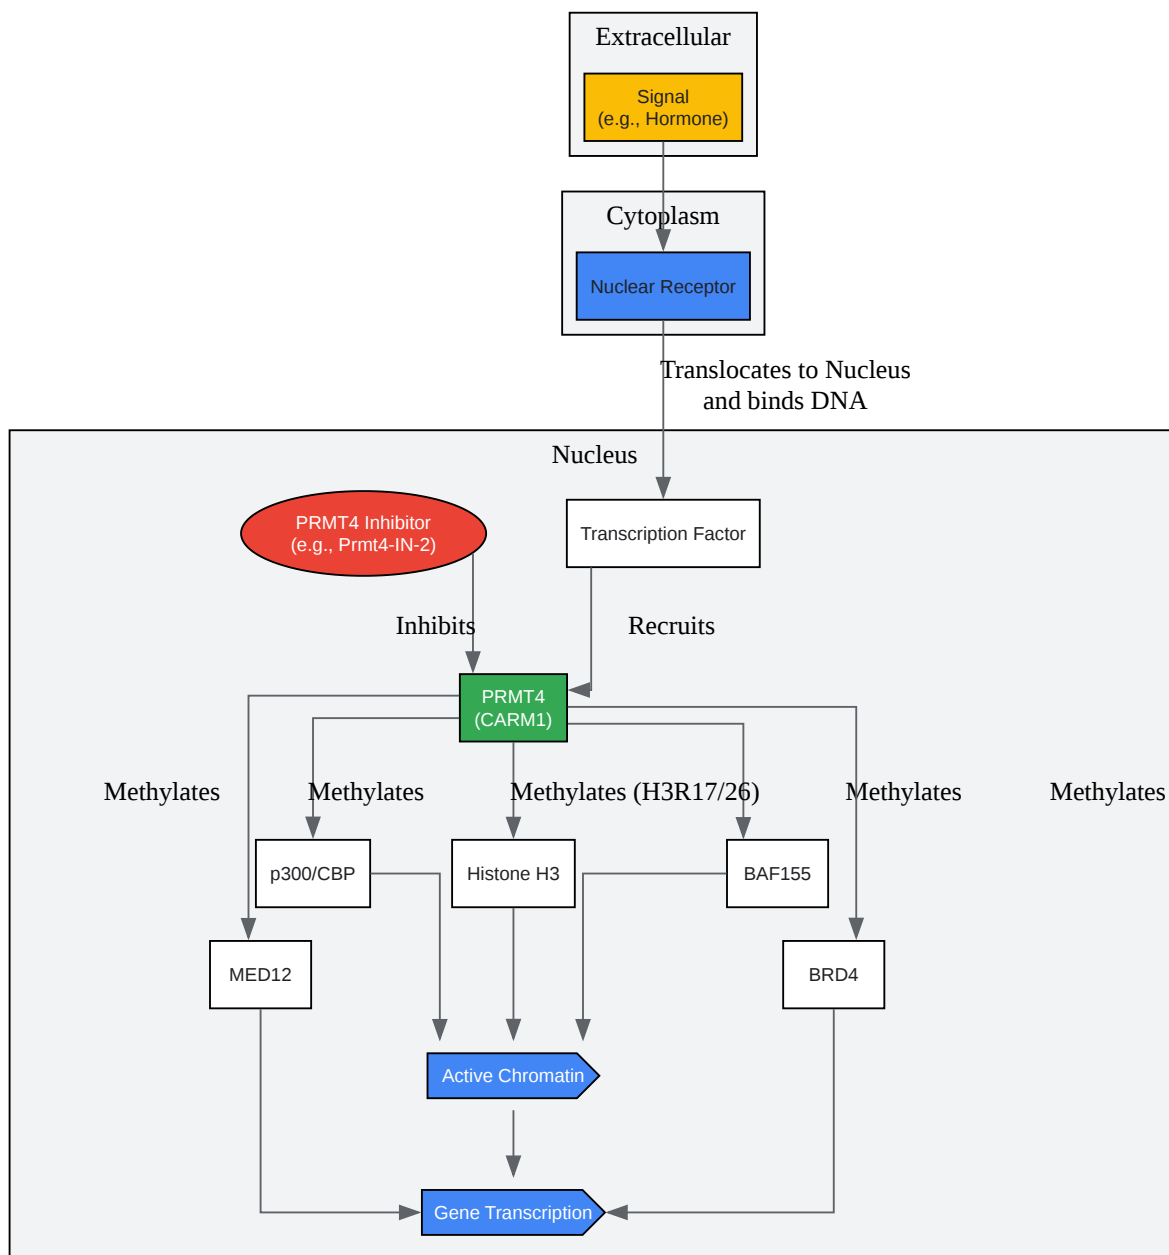 Extracellular
Signal
(e.g., Hormone)
Cytoplasm
Nuclear Receptor
Translocates to Nucleus
and binds DNA
Nucleus
PRMT4 Inhibitor
(e.g., Prmt4-IN-2)
Transcription Factor
Inhibits
Recruits
PRMT4
(CARM1)
Methylates
Methylates
Methylates (H3R17/26)
Methylates
Methylates
p300/CBP
Histone H3
BAF155
MED12
BRD4
Active Chromatin
Gene Transcription